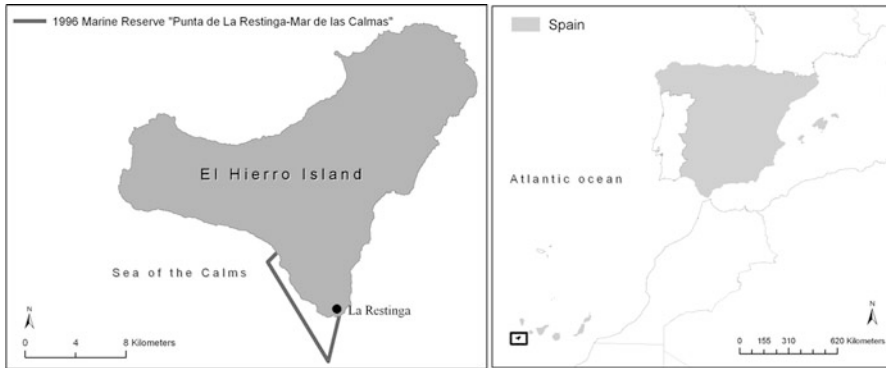 1996 Marine Reserve "Punta de La Restinga-Mar de las Calmas"
El Hierro Island
Sea of the Calms
La Restinga
N
0 4 8 Kilometers
Spain
Atlantic ocean
N
0 155 310 620 Kilometers